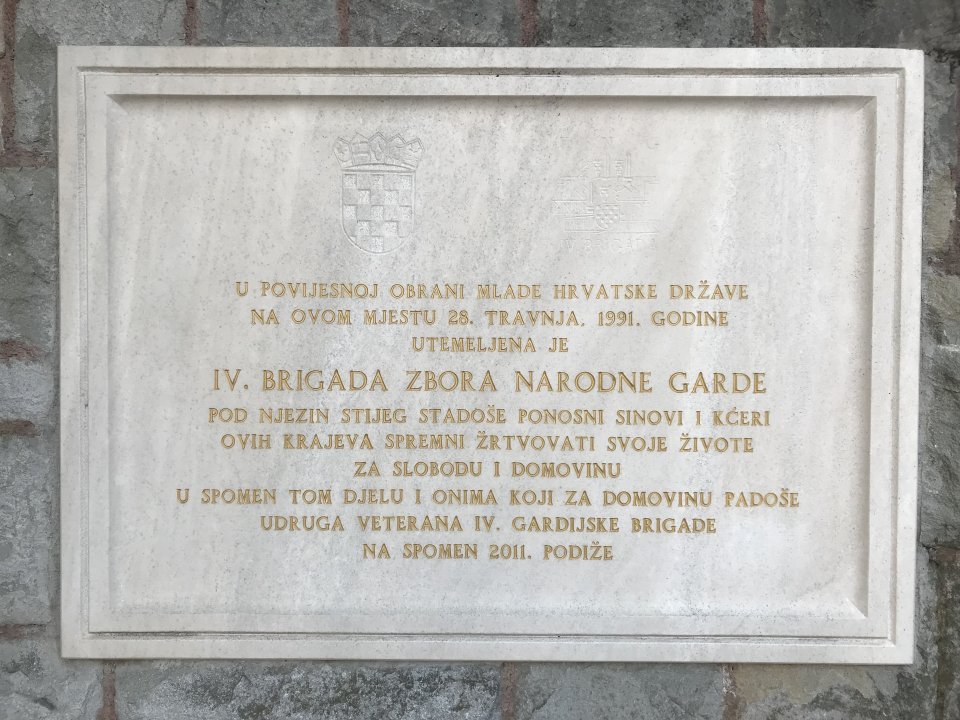 IV BRIGADA
U POVIJESNOJ OBRANI MLADE HRVATSKE DRŽAVE
NA OVOM MJESTU 28. TRAVNJA, 1991. GODINE
UTEMELJENA JE
IV. BRIGADA ZBORA NARODNE GARDE
POD NJEZIN STIJEG STADOŠE PONOSNI SINOVI I KĆERI
OVIH KRAJEVA SPREMNI ŽRTVOVATI SVOJE ŽIVOTE
ZA SLOBODU I DOMOVINU
U SPOMEN TOM DJELU I ONIMA KOJI ZA DOMOVINU PADOŠE
UDRUGA VETERANA IV. GARDIJSKE BRIGADE
NA SPOMEN 2011. PODIŽE